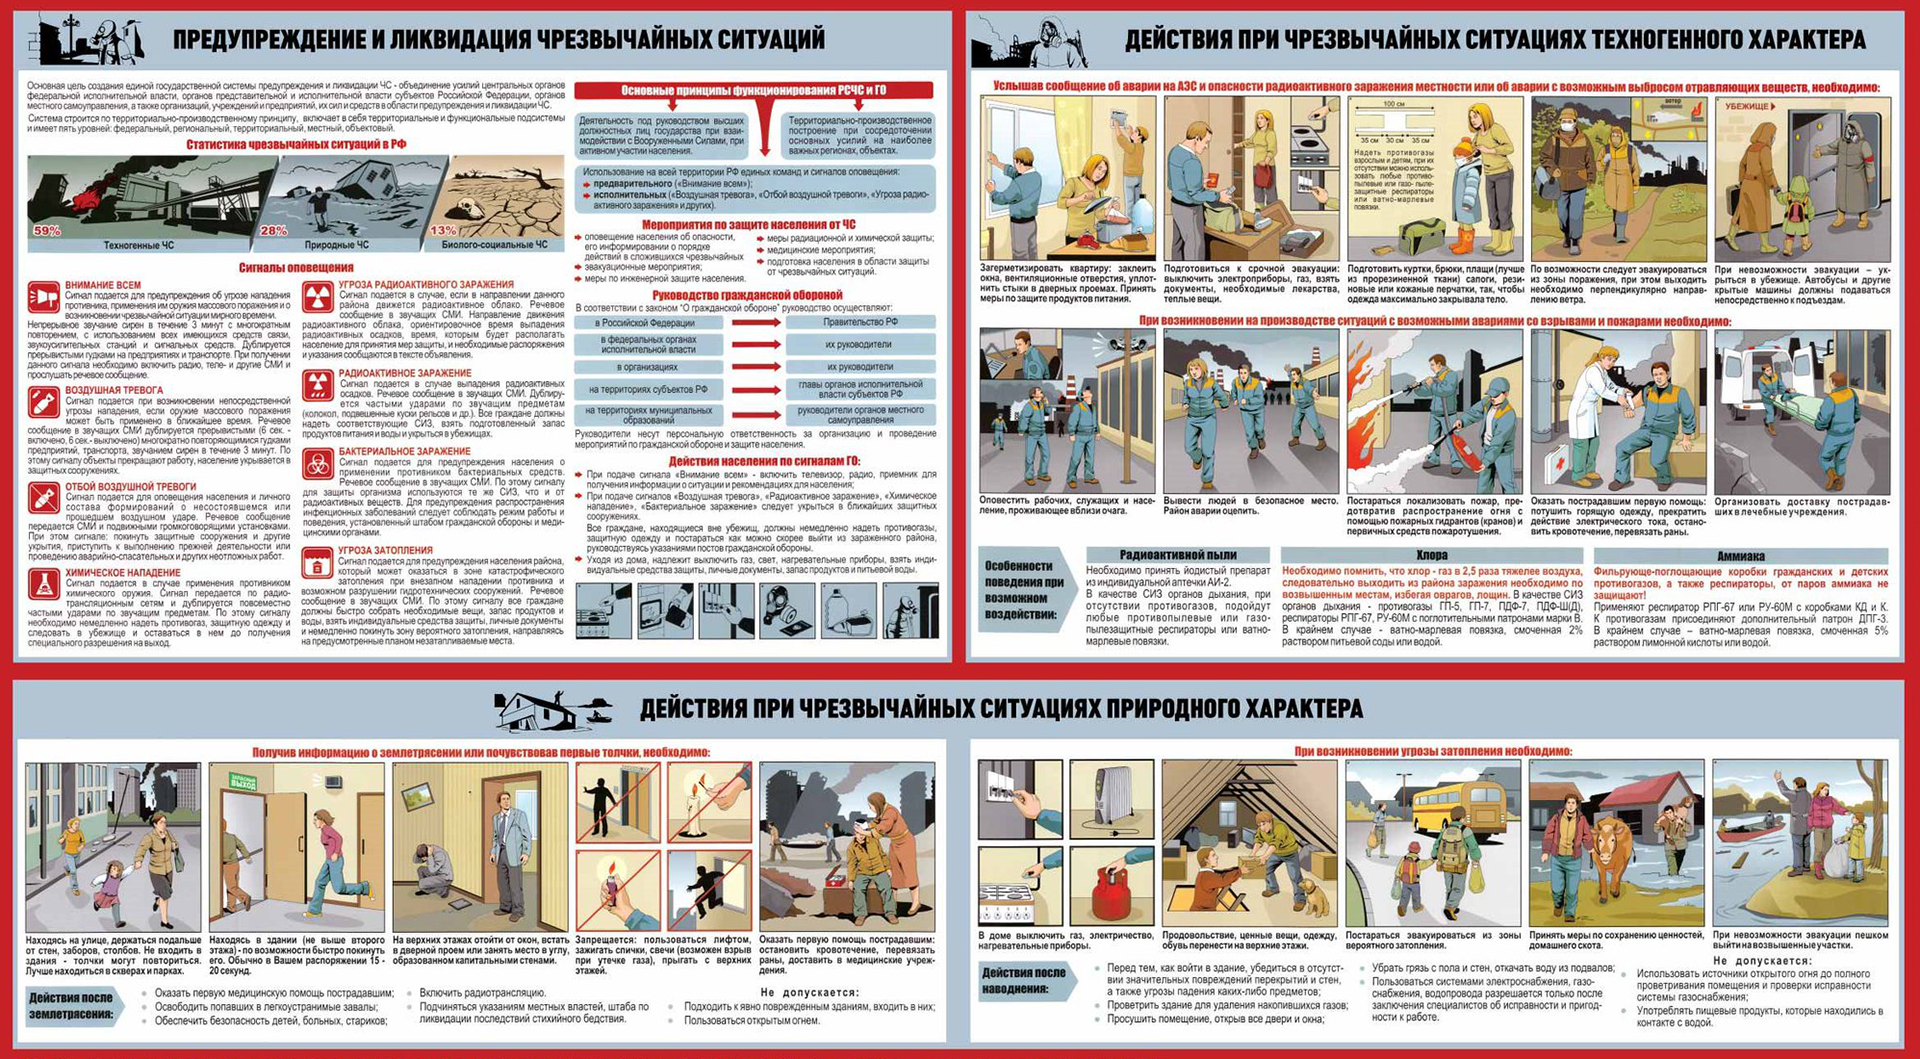 ПРЕДУПРЕЖДЕНИЕ И ЛИКВИДАЦИЯ ЧРЕЗВЫЧАЙНЫХ СИТУАЦИЙ
Основная цель создания единой государственной системы предупреждения и ликвидации ЧС - объединение усилий центральных органов
федеральной исполнительной власти, органов представительной и исполнительной власти субъектов Российской Федерации, органов
местного самоуправления, а также организаций, учреждений и предприятий, их сил и средств в области предупреждения и ликвидации ЧС.
Система строится по территориально-производственному принципу, включает в себя территориальные и функциональные подсистемы
и имеет пять уровней: федеральный, региональный, территориальный, местный, объектовый.
Статистика чрезвычайных ситуаций в РФ
59%
Техногенные ЧС
28%
Природные ЧС
13%
Биолого-социальные ЧС
Сигналы оповещения
ВНИМАНИЕ ВСЕМ
Сигнал подается для предупреждения об угрозе нападения
противника, применения им оружия массового поражения и о
возникновении чрезвычайной ситуации мирного времени.
Непрерывное звучание сирен в течение 3 минут с многократным
повторением, с использованием всех имеющихся средств связи,
звукоусилительных станций и сигнальных средств. Дублируется
прерывистыми гудками на предприятиях и транспорте. При получении
данного сигнала необходимо включить радио, теле- и другие СМИ и
прослушать речевое сообщение.
ВОЗДУШНАЯ ТРЕВОГА
Сигнал подается при возникновении непосредственной
угрозы нападения, если оружие массового поражения
может быть применено в ближайшее время. Речевое
сообщение в звучащих СМИ дублируется прерывистыми (6 сек. -
включено, 6 сек.- выключено) многократно повторяющимися гудками
предприятий, транспорта, звучанием сирен в течение 3 минут. По
этому сигналу объекты прекращают работу, население укрывается в
защитных сооружениях.
ОТБОЙ ВОЗДУШНОЙ ТРЕВОГИ
Сигнал подается для оповещения населения и личного
состава формирований о несостоявшемся или
прошедшем воздушном ударе. Речевое сообщение
передается СМИ и подвижными громкоговорящими установками.
При этом сигнале: покинуть защитные сооружения и другие
укрытия, приступить к выполнению прежней деятельности или
проведению аварийно-спасательных и других неотложных работ.
ХИМИЧЕСКОЕ НАПАДЕНИЕ
Сигнал подается в случае применения противником
химического оружия. Сигнал передается по радио-
трансляционным сетям и дублируется повсеместно
частыми ударами по звучащим предметам. По этому сигналу
необходимо немедленно надеть противогаз, защитную одежду и
следовать в убежище и оставаться в нем до получения
специального разрешения на выход.
УГРОЗА РАДИОАКТИВНОГО ЗАРАЖЕНИЯ
Сигнал подается в случае, если в направлении данного
района движется радиоактивное облако. Речевое
сообщение в звучащих СМИ. Направление движения
радиоактивного облака, ориентировочное время выпадения
радиоактивных осадков, время, которым будет располагать
население для принятия мер защиты, и необходимые распоряжения
и указания сообщаются в тексте объявления.
РАДИОАКТИВНОЕ ЗАРАЖЕНИЕ
Сигнал подается в случае выпадения радиоактивных
осадков. Речевое сообщение в звучащих СМИ. Дублиру-
ется частыми ударами по звучащим предметам
(колокол, подвешенные куски рельсов и др.). Все граждане должны
надеть соответствующие СИЗ, взять подготовленный запас
продуктов питания и воды и укрыться в убежищах.
БАКТЕРИАЛЬНОЕ ЗАРАЖЕНИЕ
Сигнал подается для предупреждения населения о
применении противником бактериальных средств.
Речевое сообщение в звучащих СМИ. По этому сигналу
для защиты организма используются те же СИЗ, что и от
радиоактивных веществ. Для предупреждения распространения
инфекционных заболеваний следует соблюдать режим работы и
поведения, установленный штабом гражданской обороны и меди-
цинскими органами.
УГРОЗА ЗАТОПЛЕНИЯ
Сигнал подается для предупреждения населения района,
который может оказаться в зоне катастрофического
затопления при внезапном нападении противника и
возможном разрушении гидротехнических сооружений. Речевое
сообщение в звучащих СМИ. По этому сигналу все граждане
должны быстро собрать необходимые вещи, запас продуктов и
воды, взять индивидуальные средства защиты, личные документы
и немедленно покинуть зону вероятного затопления, направляясь
на предусмотренные планом незатапливаемые места.
Основные принципы функционирования РСЧС и ГО
Деятельность под руководством высших
должностных лиц государства при взаи-
модействии с Вооруженными Силами, при
активном участии населения.
Территориально-производственное
построение при сосредоточении
основных усилий на наиболее
важных регионах, объектах.
Использование на всей территории РФ единых команд и сигналов оповещения:
предварительного («Внимание всем»);
исполнительных («Воздушная тревога», «Отбой воздушной тревоги», «Угроза радио-
активного заражения» и других).
Мероприятия по защите населения от ЧС
оповещение населения об опасности,
его информировании о порядке
действий в сложившихся чрезвычайных
эвакуационные мероприятия;
меры по инженерной защите населения.
меры радиационной и химической защиты;
медицинские мероприятия;
подготовка населения в области защиты
от чрезвычайных ситуаций.
Руководство гражданской обороной
В соответствии с законом "О гражданской обороне" руководство осуществляют:
в Российской Федерации
Правительство РФ
в федеральных органах
исполнительной власти
их руководители
в организациях
их руководители
на территориях субъектов РФ
главы органов исполнительной
власти субъектов РФ
на территориях муниципальных
образований
руководители органов местного
самоуправления
Руководители несут персональную ответственность за организацию и проведение
мероприятий по гражданской обороне и защите населения.
Действия населения по сигналам ГО:
При подаче сигнала «Внимание всем» - включить телевизор, радио, приемник для
получения информации о ситуации и рекомендациях для населения;
При подаче сигналов «Воздушная тревога», «Радиоактивное заражение», «Химическое
нападение», «Бактериальное заражение» следует укрыться в ближайших защитных
сооружениях.
Все граждане, находящиеся вне убежищ, должны немедленно надеть противогазы,
защитную одежду и постараться как можно скорее выйти из зараженного района,
руководствуясь указаниями постов гражданской обороны.
Уходя из дома, надлежит выключить газ, свет, нагревательные приборы, взять инди-
видуальные средства защиты, личные документы, запас продуктов и питьевой воды.
ДЕЙСТВИЯ ПРИ ЧРЕЗВЫЧАЙНЫХ СИТУАЦИЯХ ТЕХНОГЕННОГО ХАРАКТЕРА
Услышав сообщение об аварии на АЭС и опасности радиоактивного заражения местности или об аварии с возможным выбросом отравляющих веществ, необходимо:
100 см
35 см 30 см 35 см
Надеть противогазы
взрослым и детям, при их
отсутствии можно исполь-
зовать любые противо-
пылевые или газо- пыле-
защитные респираторы
или ватно-марлевые
повязки.
ветер
УБЕЖИЩЕ
Загерметизировать квартиру: заклеить
окна, вентиляционные отверстия, уплот-
нить стыки в дверных проемах. Принять
меры по защите продуктов питания.
Подготовиться к срочной эвакуации:
выключить электроприборы, газ, взять
документы, необходимые лекарства,
теплые вещи.
Подготовить куртки, брюки, плащи (лучше
из прорезиненной ткани) сапоги, рези-
новые или кожаные перчатки, так, чтобы
одежда максимально закрывала тело.
По возможности следует эвакуироваться
из зоны поражения, при этом выходить
необходимо перпендикулярно направ-
лению ветра.
При невозможности эвакуации – ук-
рыться в убежище. Автобусы и другие
крытые машины должны подаваться
непосредственно к подъездам.
При возникновении на производстве ситуаций с возможными авариями со взрывами и пожарами необходимо:
Оповестить рабочих, служащих и насе-
ление, проживающее вблизи очага.
Вывести людей в безопасное место.
Район аварии оцепить.
Постараться локализовать пожар, пре-
дотвратив распространение огня с
помощью пожарных гидрантов (кранов) и
первичных средств пожаротушения.
Оказать пострадавшим первую помощь:
потушить горящую одежду, прекратить
действие электрического тока, остано-
вить кровотечение, перевязать раны.
Организовать доставку пострадав-
ших в лечебные учреждения.
Особенности
поведения при
возможном
воздействии:
Радиоактивной пыли
Необходимо принять йодистый препарат
из индивидуальной аптечки АИ-2.
В качестве СИЗ органов дыхания, при
отсутствии противогазов, подойдут
любые противопылевые или газо-
пылезащитные респираторы или ватно-
марлевые повязки.
Хлора
Необходимо помнить, что хлор - газ в 2,5 раза тяжелее воздуха,
следовательно выходить из района заражения необходимо по
возвышенным местам, избегая оврагов, лощин. В качестве СИЗ
органов дыхания - противогазы ГП-5, ГП-7, ПДФ-7, ПДФ-Ш(Д),
респираторы РПГ-67, РУ-60М с поглотительными патронами марки В.
В крайнем случае - ватно-марлевая повязка, смоченная 2%
раствором питьевой соды или водой.
Аммиака
Фильрующе-поглощающие коробки гражданских и детских
противогазов, а также респираторы, от паров аммиака не
защищают!
Применяют респиратор РПГ-67 или РУ-60М с коробками КД и К.
К противогазам присоединяют дополнительный патрон ДПГ-3.
В крайнем случае – ватно-марлевая повязка, смоченная 5%
раствором лимонной кислоты или водой.
ДЕЙСТВИЯ ПРИ ЧРЕЗВЫЧАЙНЫХ СИТУАЦИЯХ ПРИРОДНОГО ХАРАКТЕРА
Получив информацию о землетрясении или почувствовав первые толчки, необходимо:
ЗАПАСНЫЙ
ВЫХОД
Находясь на улице, держаться подальше
от стен, заборов, столбов. Не входить в
здания - толчки могут повториться.
Лучше находиться в скверах и парках.
Находясь в здании (не выше второго
этажа) - по возможности быстро покинуть
его. Обычно в Вашем распоряжении 15 -
20 секунд.
На верхних этажах отойти от окон, встать
в дверной проем или занять место в углу,
образованном капитальными стенами.
Запрещается: пользоваться лифтом,
зажигать спички, свечи (возможен взрыв
при утечке газа), прыгать с верхних
этажей.
Оказать первую помощь пострадавшим:
остановить кровотечение, перевязать
раны, доставить в медицинские учреж-
дения.
Действия после
землетрясения:
Оказать первую медицинскую помощь пострадавшим;
Освободить попавших в легкоустранимые завалы;
Обеспечить безопасность детей, больных, стариков;
Включить радиотрансляцию.
Подчиняться указаниям местных властей, штаба по
ликвидации последствий стихийного бедствия.
Не допускается:
Подходить к явно поврежденным зданиям, входить в них;
Пользоваться открытым огнем.
При возникновении угрозы затопления необходимо:
В доме выключить газ, электричество,
нагревательные приборы.
Продовольствие, ценные вещи, одежду,
обувь перенести на верхние этажи.
Постараться эвакуироваться из зоны
вероятного затопления.
Принять меры по сохранению ценностей,
домашнего скота.
При невозможности эвакуации пешком
выйти на возвышенные участки.
Действия после
наводнения:
Перед тем, как войти в здание, убедиться в отсутст-
вии значительных повреждений перекрытий и стен,
а также угрозы падения каких-либо предметов;
Проветрить здание для удаления накопившихся газов;
Просушить помещение, открыв все двери и окна;
Убрать грязь с пола и стен, откачать воду из подвалов;
Пользоваться системами электроснабжения, газо-
снабжения, водопровода разрешается только после
заключения специалистов об исправности и пригод-
ности к работе.
Не допускается:
Использовать источники открытого огня до полного
проветривания помещения и проверки исправности
системы газоснабжения;
Употреблять пищевые продукты, которые находились в
контакте с водой.